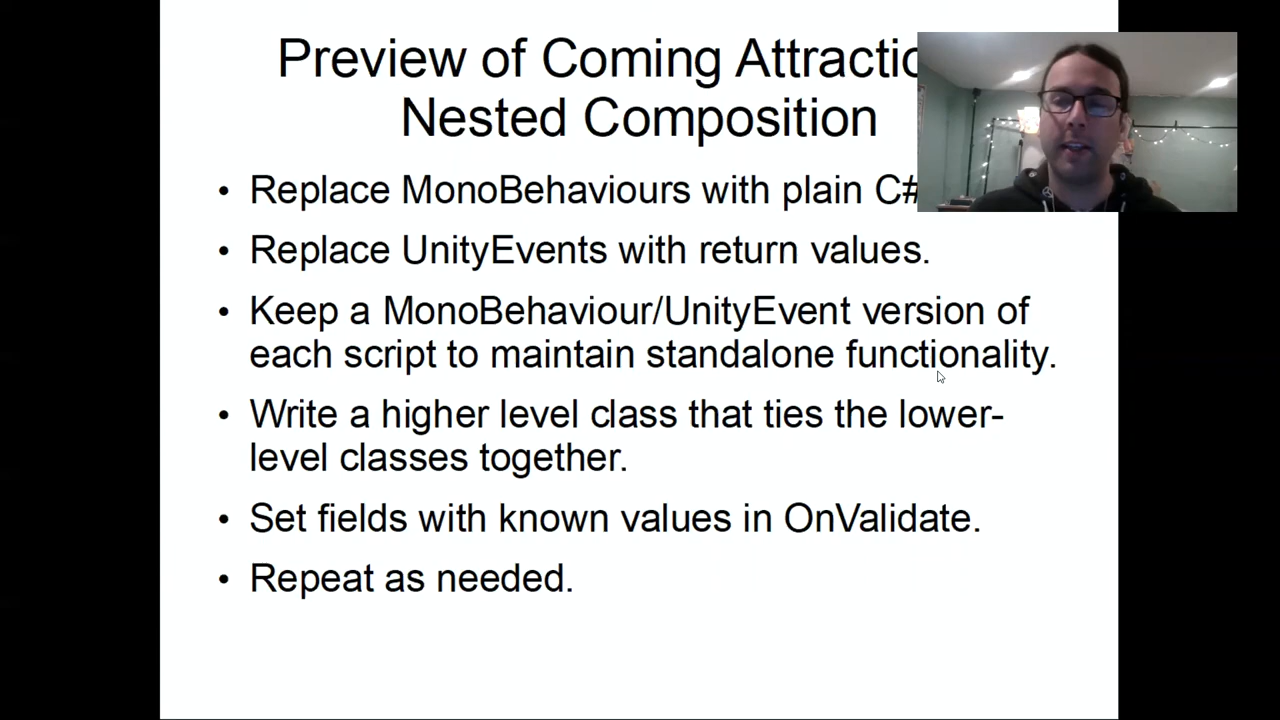 Preview of Coming
Nested Composition
• Replace MonoBehaviours with plain C#
• Replace UnityEvents with return values.
• Keep a MonoBehaviour/UnityEvent version of
each script to maintain standalone functionality.
• Write a higher level class that ties the lower-
level classes together.
• Set fields with known values in OnValidate.
• Repeat as needed.